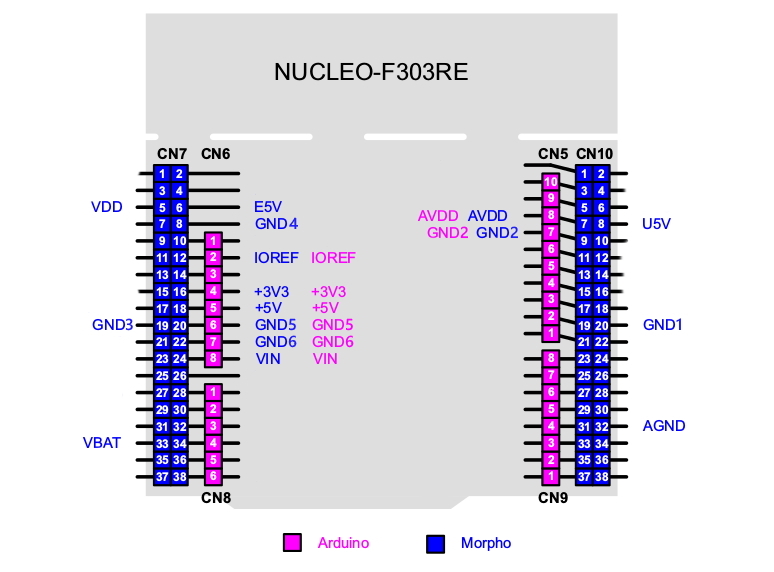 NUCLEO-F303RE
CN7 CN6 CN5 CN10
1 2 1 2
10
3 4 3 4
9
VDD 5 6 E5V 5 6
8 AVDD AVDD
7 8 GND4 7 8 U5V
7 GND2 GND2
9 10 1 9 10
6
11 12 2 IOREF IOREF 11 12
5
13 14 3 13 14
4
15 16 4 +3V3 +3V3 15 16
3
17 18 5 +5V +5V 17 18
2
GND3 19 20 6 GND5 GND5 19 20 GND1
1
21 22 7 GND6 GND6 21 22
23 24 8 VIN VIN 8 23 24
25 26 7 25 26
27 28 1 6 27 28
29 30 2 5 29 30
31 32 3 4 31 32 AGND
VBAT 33 34 4 3 33 34
35 36 5 2 35 36
37 38 6 1 37 38
CN8 CN9
Arduino Morpho